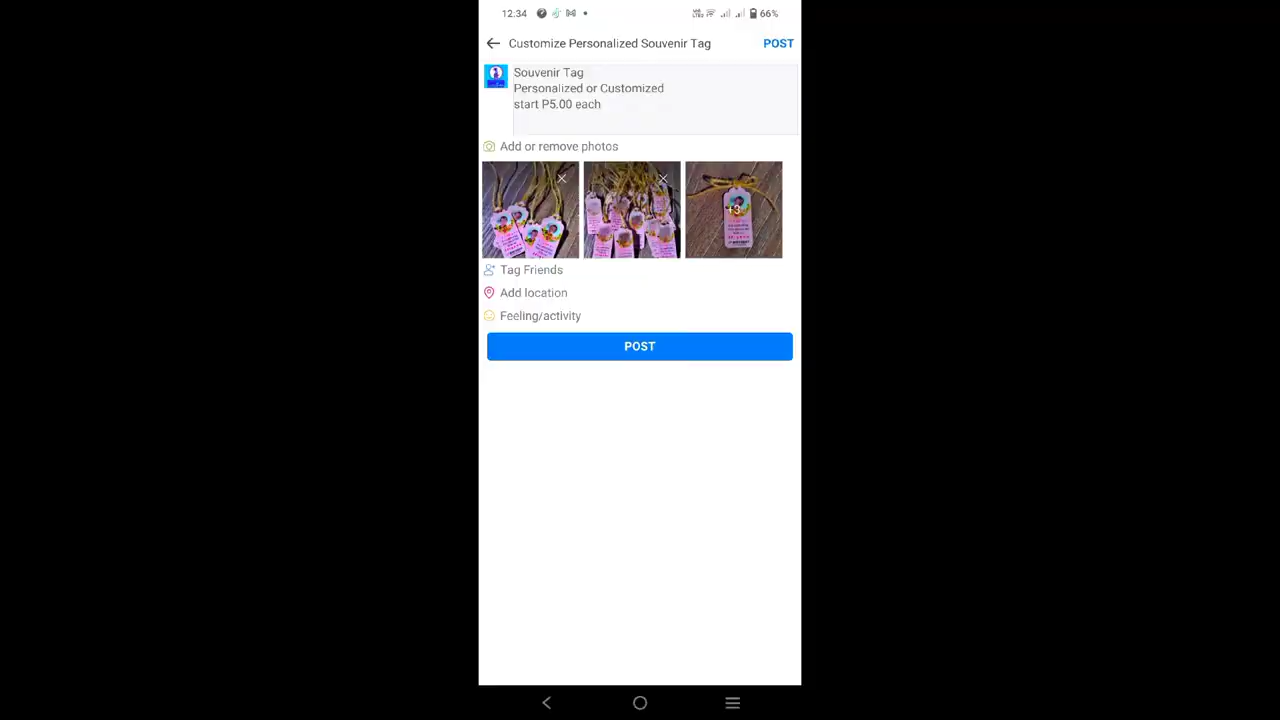 12:34
66%
Customize Personalized Souvenir Tag
POST
Souvenir Tag
Personalized or Customized
start P5.00 each
Add or remove photos
+3
Tag Friends
Add location
Feeling/activity
POST